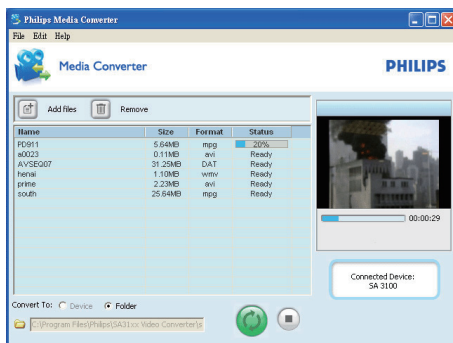 Philips Media Converter
File Edit Help
Media Converter
PHILIPS
Add files Remove
Name Size Format Status
PD911 5.64MB mpg 20%
a0023 0.11MB avi Ready
AVSEQ07 31.25MB DAT Ready
henai 1.10MB wmv Ready
prime 2.23MB avi Ready
south 25.64MB mpg Ready
00:00:29
Connected Device:
SA 3100
Convert To: Device Folder
C:\Program Files\Philips\SA31xx Video Converter\s